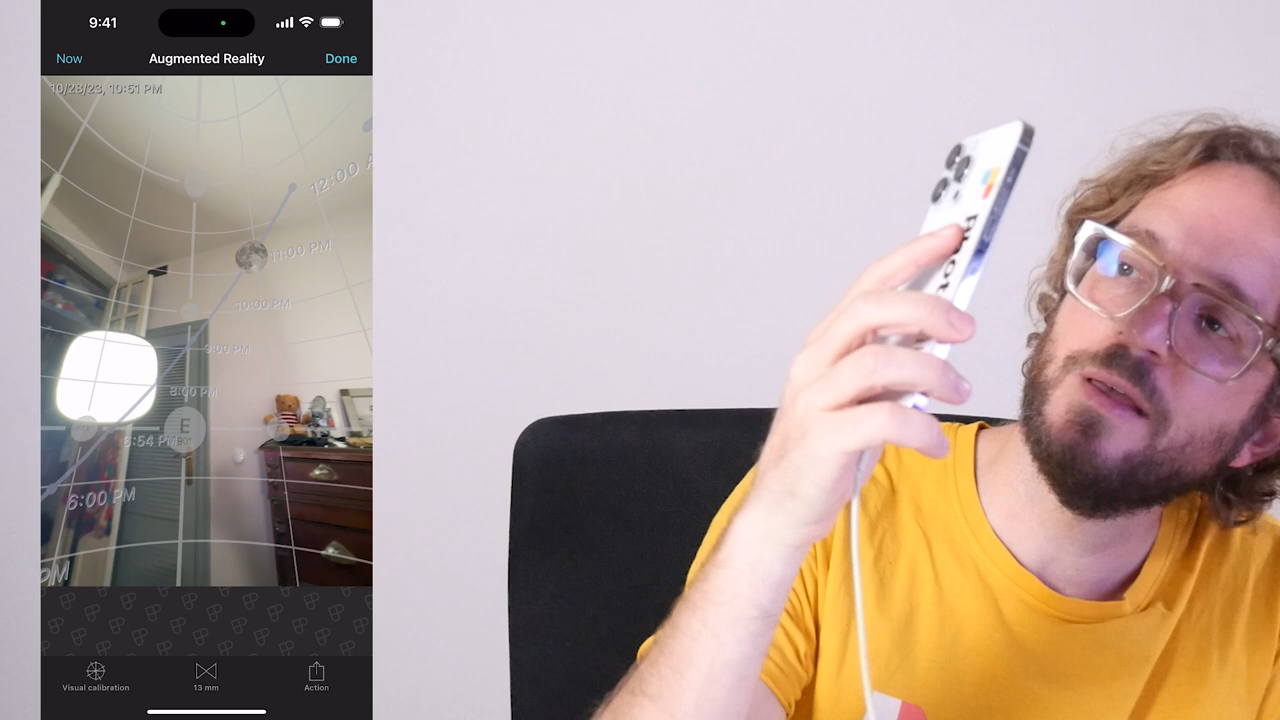 9:41
Now
Augmented Reality
Done
10/28/23, 10:51 PM
12:00 A
11:00 PM
10:00 PM
9:00 PM
8:00 PM
E
6:54 PM
6:00 PM
PM
Visual calibration
13 mm
Action